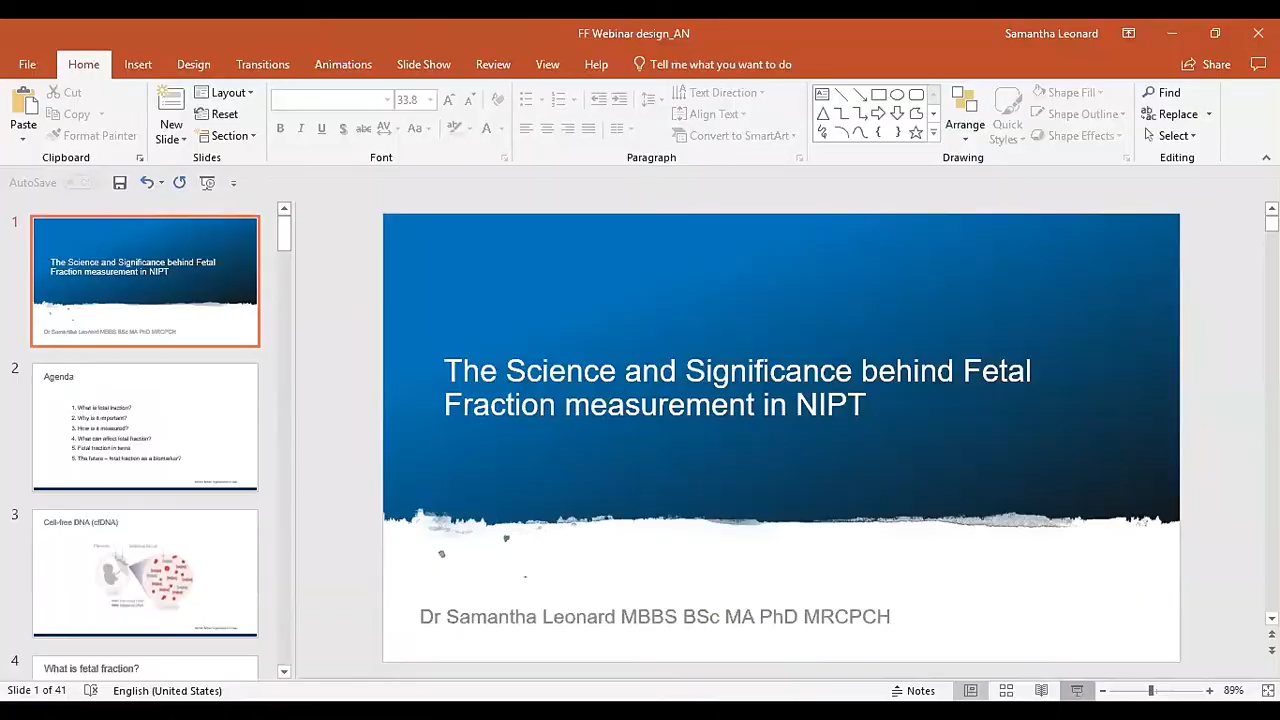 FF Webinar design_AN
Samantha Leonard
File Home Insert Design Transitions Animations Slide Show Review View Help Tell me what you want to do Share
Cut
Copy
Format Painter
Paste
Clipboard
New
Slide
Layout
Reset
Section
Slides
33.8
B I U S abc AV Aa A
Font
Text Direction
Align Text
Convert to SmartArt
Paragraph
Arrange
Quick
Styles
Shape Fill
Shape Outline
Shape Effects
Drawing
Find
Replace
Select
Editing
AutoSave
1
The Science and Significance behind Fetal
Fraction measurement in NIPT
Dr Samantha Leonard MBBS BSc MA PhD MRCPCH
2
Agenda
1. What is fetal fraction?
2. Why is it important?
3. How is it measured?
4. What can affect fetal fraction?
5. Fetal fraction in twins
6. The future – fetal fraction as a biomarker?
3
Cell-free DNA (cfDNA)
4
What is fetal fraction?
The Science and Significance behind Fetal
Fraction measurement in NIPT
Dr Samantha Leonard MBBS BSc MA PhD MRCPCH
Slide 1 of 41 English (United States) Notes 89%